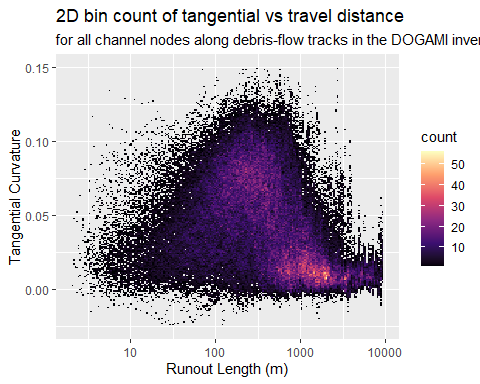 2D bin count of tangential vs travel distance
for all channel nodes along debris-flow tracks in the DOGAMI inver
0.15
0.10
0.05
0.00
Tangential Curvature
10
100
1000
10000
Runout Length (m)
count
50
40
30
20
10